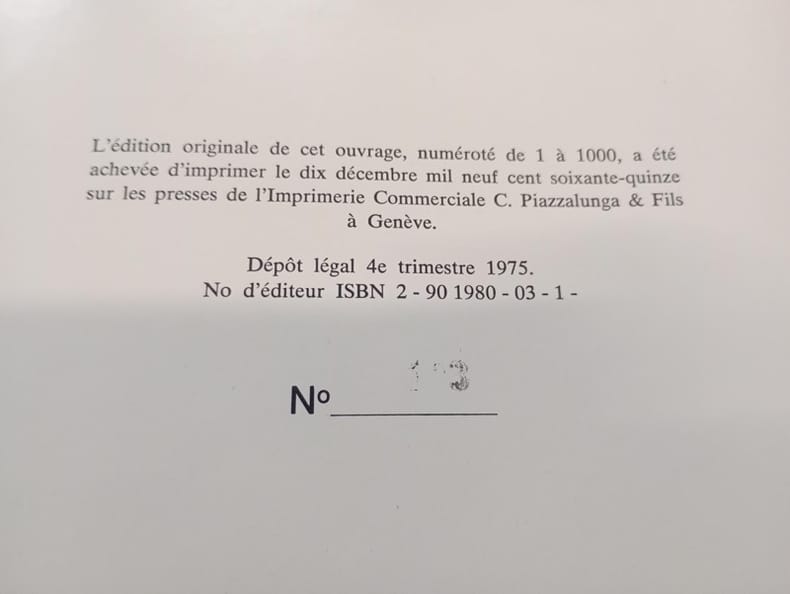 L'édition originale de cet ouvrage, numéroté de 1 à 1000, a été
achevée d'imprimer le dix décembre mil neuf cent soixante-quinze
sur les presses de l'Imprimerie Commerciale C. Piazzalunga & Fils
à Genève.
Dépôt légal 4e trimestre 1975.
No d'éditeur ISBN 2 - 90 1980 - 03 - 1 -
Nº